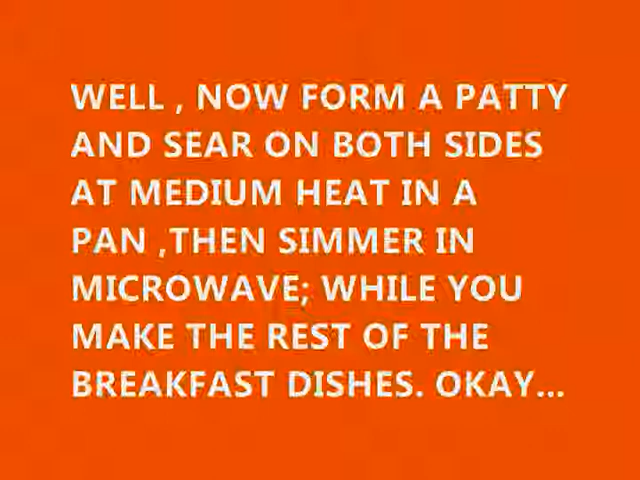 WELL , NOW FORM A PATTY
AND SEAR ON BOTH SIDES
AT MEDIUM HEAT IN A
PAN ,THEN SIMMER IN
MICROWAVE; WHILE YOU
MAKE THE REST OF THE
BREAKFAST DISHES. OKAY...